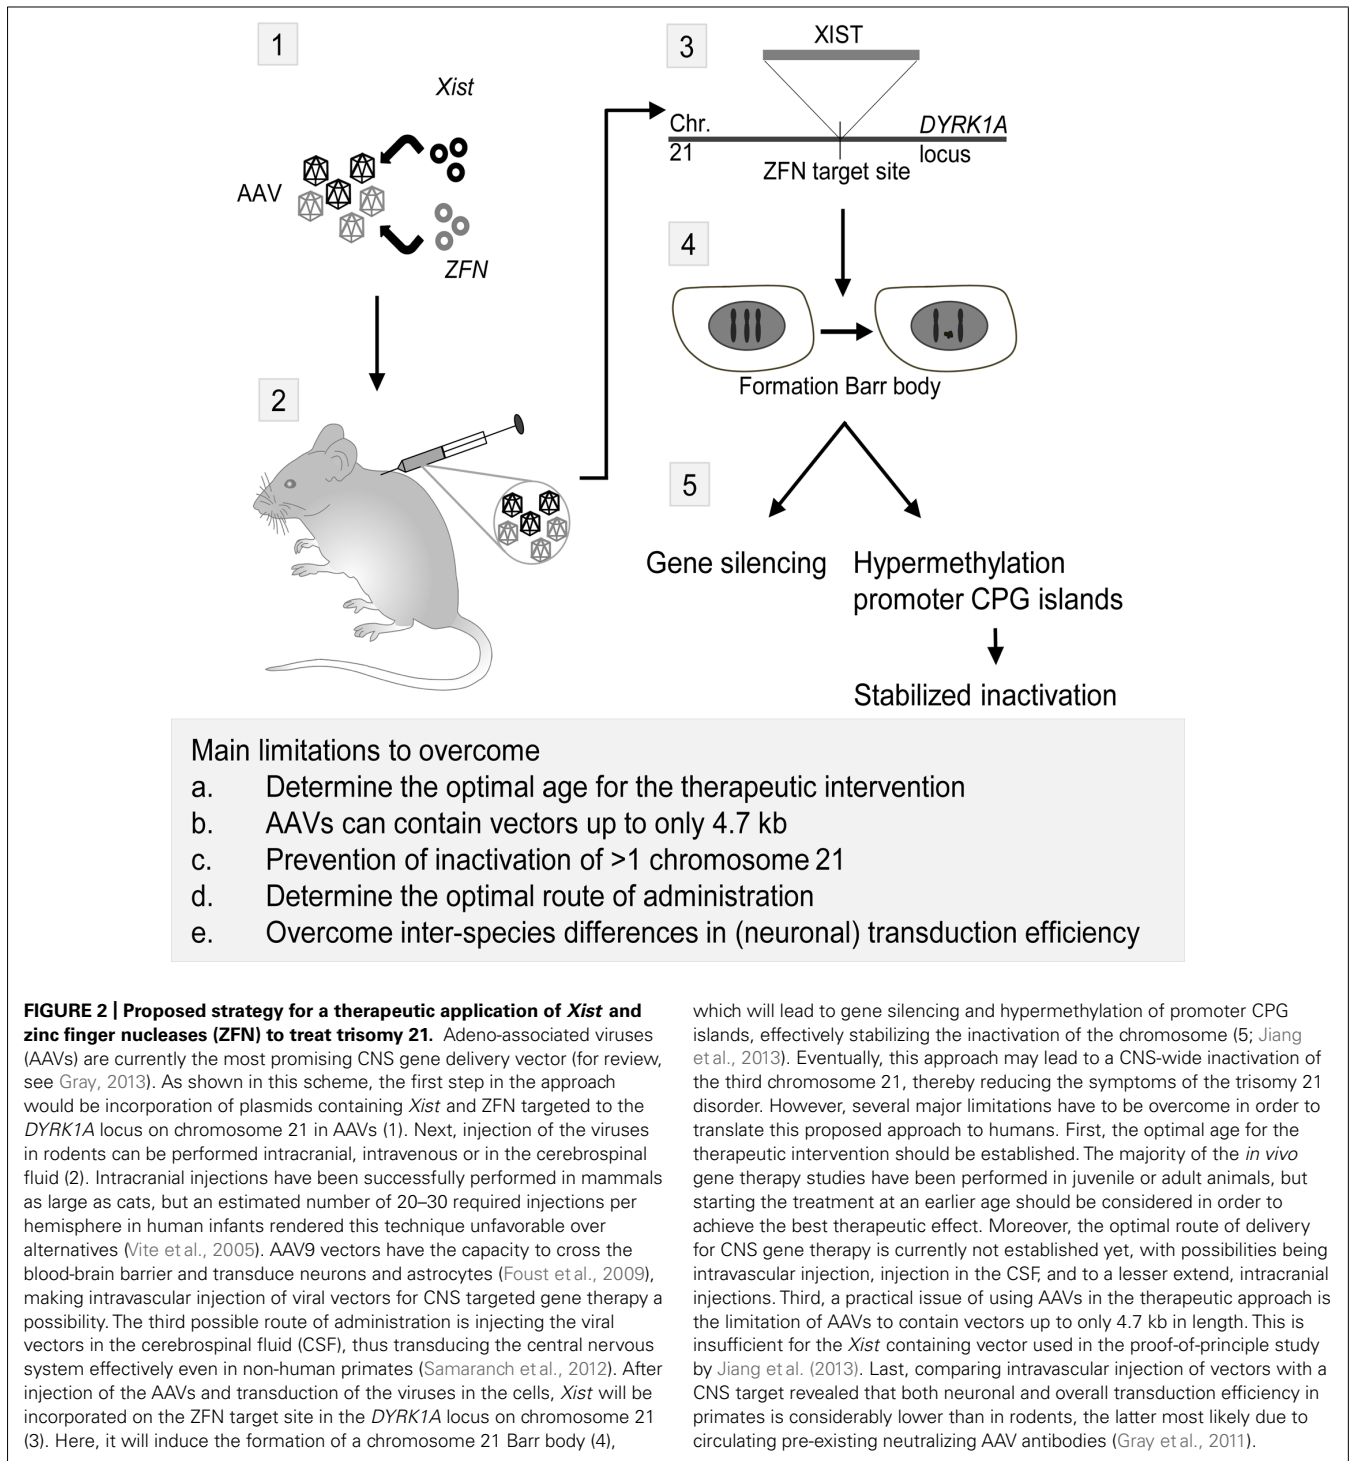 1
Xist
AAV
ZFN
2
3
XIST
Chr.
21
DYRK1A
locus
ZFN target site
4
Formation Barr body
5
Gene silencing
Hypermethylation
promoter CPG islands
Stabilized inactivation
Main limitations to overcome
a. Determine the optimal age for the therapeutic intervention
b. AAVs can contain vectors up to only 4.7 kb
c. Prevention of inactivation of >1 chromosome 21
d. Determine the optimal route of administration
e. Overcome inter-species differences in (neuronal) transduction efficiency
FIGURE 2 | Proposed strategy for a therapeutic application of Xist and
zinc finger nucleases (ZFN) to treat trisomy 21. Adeno-associated viruses
(AAVs) are currently the most promising CNS gene delivery vector (for review,
see Gray, 2013). As shown in this scheme, the first step in the approach
would be incorporation of plasmids containing Xist and ZFN targeted to the
DYRK1A locus on chromosome 21 in AAVs (1). Next, injection of the viruses
in rodents can be performed intracranial, intravenous or in the cerebrospinal
fluid (2). Intracranial injections have been successfully performed in mammals
as large as cats, but an estimated number of 20–30 required injections per
hemisphere in human infants rendered this technique unfavorable over
alternatives (Vite et al., 2005). AAV9 vectors have the capacity to cross the
blood-brain barrier and transduce neurons and astrocytes (Foust et al., 2009),
making intravascular injection of viral vectors for CNS targeted gene therapy a
possibility. The third possible route of administration is injecting the viral
vectors in the cerebrospinal fluid (CSF), thus transducing the central nervous
system effectively even in non-human primates (Samaranch et al., 2012). After
injection of the AAVs and transduction of the viruses in the cells, Xist will be
incorporated on the ZFN target site in the DYRK1A locus on chromosome 21
(3). Here, it will induce the formation of a chromosome 21 Barr body (4),
which will lead to gene silencing and hypermethylation of promoter CPG
islands, effectively stabilizing the inactivation of the chromosome (5; Jiang
et al., 2013). Eventually, this approach may lead to a CNS-wide inactivation of
the third chromosome 21, thereby reducing the symptoms of the trisomy 21
disorder. However, several major limitations have to be overcome in order to
translate this proposed approach to humans. First, the optimal age for the
therapeutic intervention should be established. The majority of the in vivo
gene therapy studies have been performed in juvenile or adult animals, but
starting the treatment at an earlier age should be considered in order to
achieve the best therapeutic effect. Moreover, the optimal route of delivery
for CNS gene therapy is currently not established yet, with possibilities being
intravascular injection, injection in the CSF, and to a lesser extend, intracranial
injections. Third, a practical issue of using AAVs in the therapeutic approach is
the limitation of AAVs to contain vectors up to only 4.7 kb in length. This is
insufficient for the Xist containing vector used in the proof-of-principle study
by Jiang et al. (2013). Last, comparing intravascular injection of vectors with a
CNS target revealed that both neuronal and overall transduction efficiency in
primates is considerably lower than in rodents, the latter most likely due to
circulating pre-existing neutralizing AAV antibodies (Gray et al., 2011).